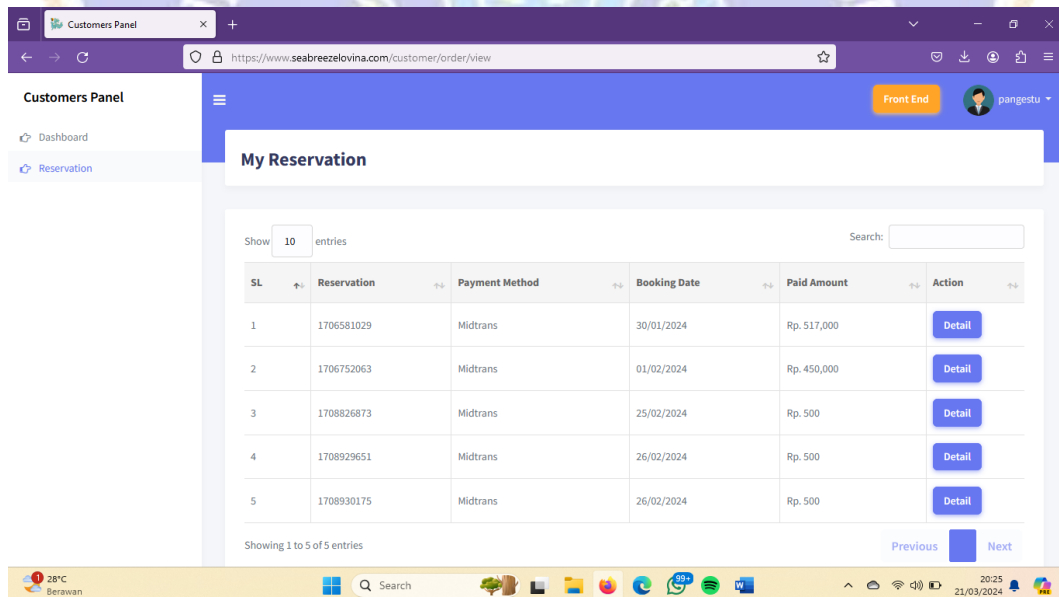 Customers Panel
https://www.seabreezelovina.com/customer/order/view
Customers Panel
Front End
pangestu
Dashboard
Reservation
My Reservation
Show 10 entries
Search:
SL Reservation Payment Method Booking Date Paid Amount Action
1 1706581029 Midtrans 30/01/2024 Rp. 517,000 Detail
2 1706752063 Midtrans 01/02/2024 Rp. 450,000 Detail
3 1708826873 Midtrans 25/02/2024 Rp. 500 Detail
4 1708929651 Midtrans 26/02/2024 Rp. 500 Detail
5 1708930175 Midtrans 26/02/2024 Rp. 500 Detail
Showing 1 to 5 of 5 entries
Previous Next
1
28°C
Berawan
Search
99+
W
20:25
21/03/2024
PRE